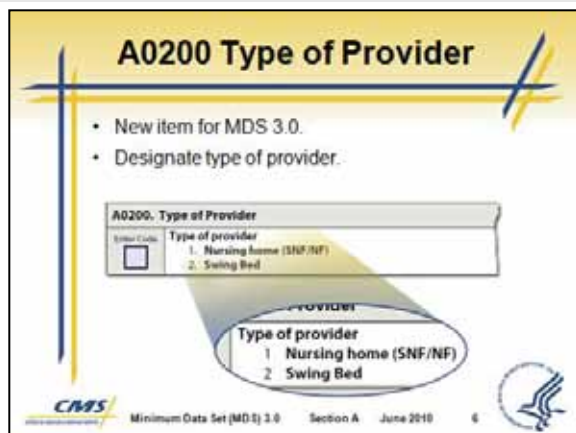 A0200 Type of Provider
• New item for MDS 3.0.
• Designate type of provider.
A0200. Type of Provider
Enter Code
Type of provider
1. Nursing home (SNF/NF)
2. Swing Bed
Provider
Type of provider
1 Nursing home (SNF/NF)
2 Swing Bed
CMS
Minimum Data Set (MDS) 3.0 Section A June 2010 6